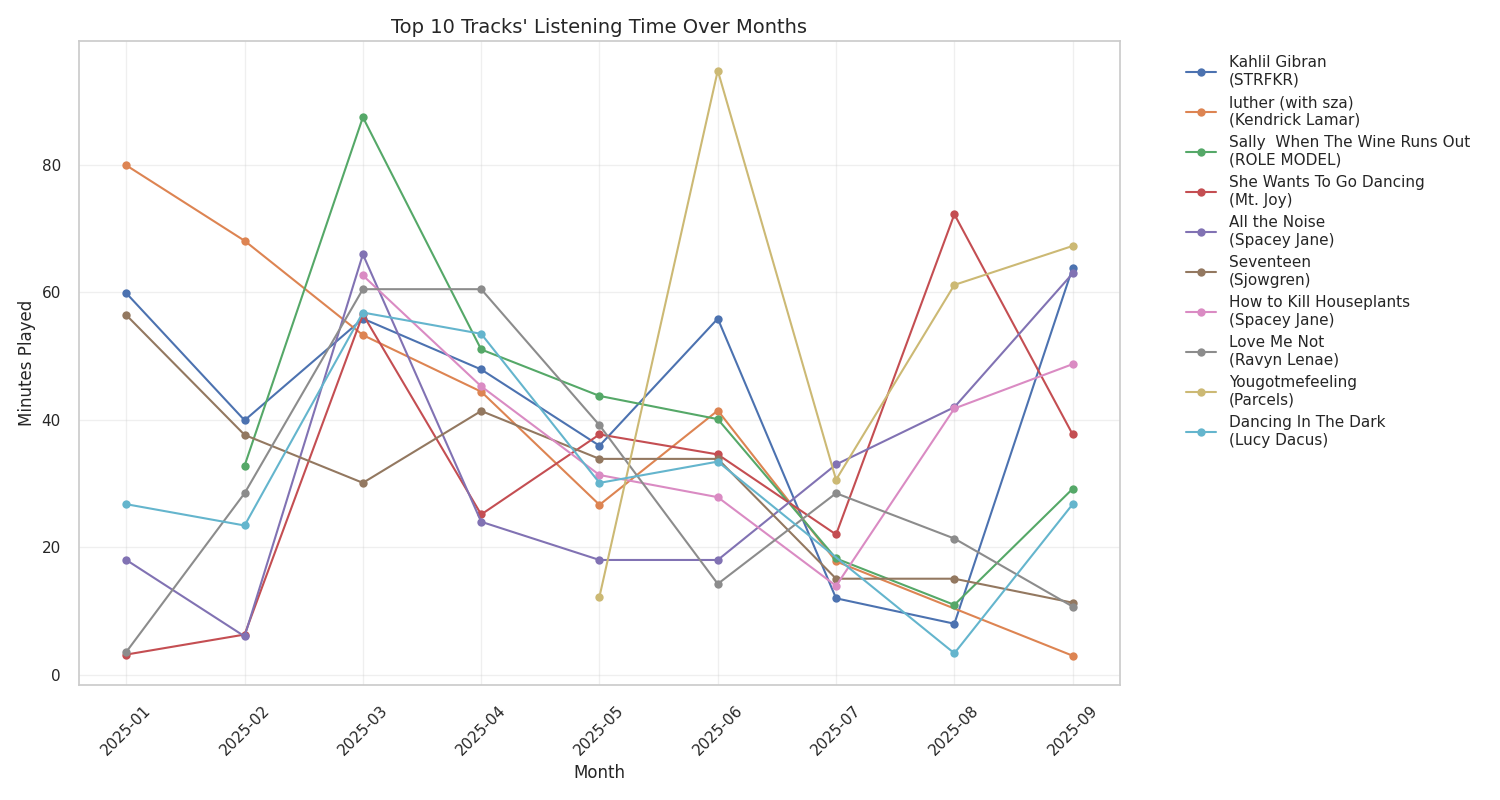 Top 10 Tracks' Listening Time Over Months
Minutes Played
80
60
40
20
0
2025-01
2025-02
2025-03
2025-04
2025-05
2025-06
2025-07
2025-08
2025-09
Month
Kahlil Gibran
(STRFKR)
luther (with sza)
(Kendrick Lamar)
Sally  When The Wine Runs Out
(ROLE MODEL)
She Wants To Go Dancing
(Mt. Joy)
All the Noise
(Spacey Jane)
Seventeen
(Sjowgren)
How to Kill Houseplants
(Spacey Jane)
Love Me Not
(Ravyn Lenae)
Yougotmefeeling
(Parcels)
Dancing In The Dark
(Lucy Dacus)